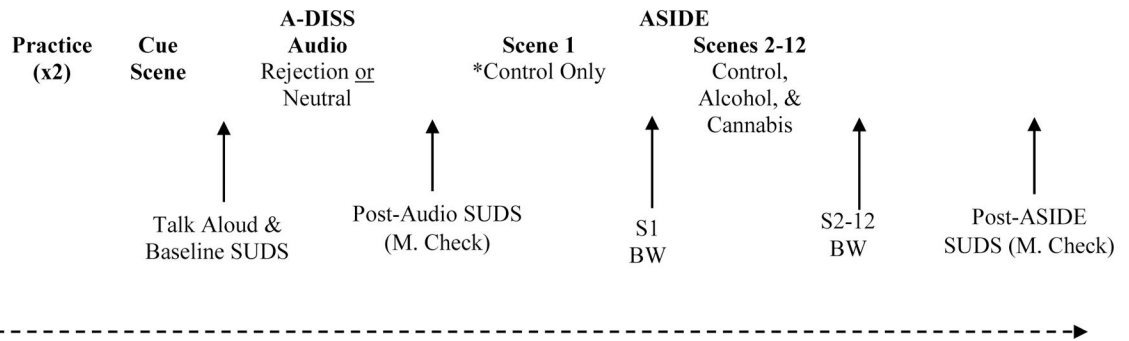 Practice
(x2)
Cue
Scene
A-DISS
Audio
Rejection or
Neutral
ASIDE
Scene 1
*Control Only
Scenes 2-12
Control,
Alcohol, &
Cannabis
Talk Aloud &
Baseline SUDS
Post-Audio SUDS
(M. Check)
S1
BW
S2-12
BW
Post-ASIDE
SUDS (M. Check)